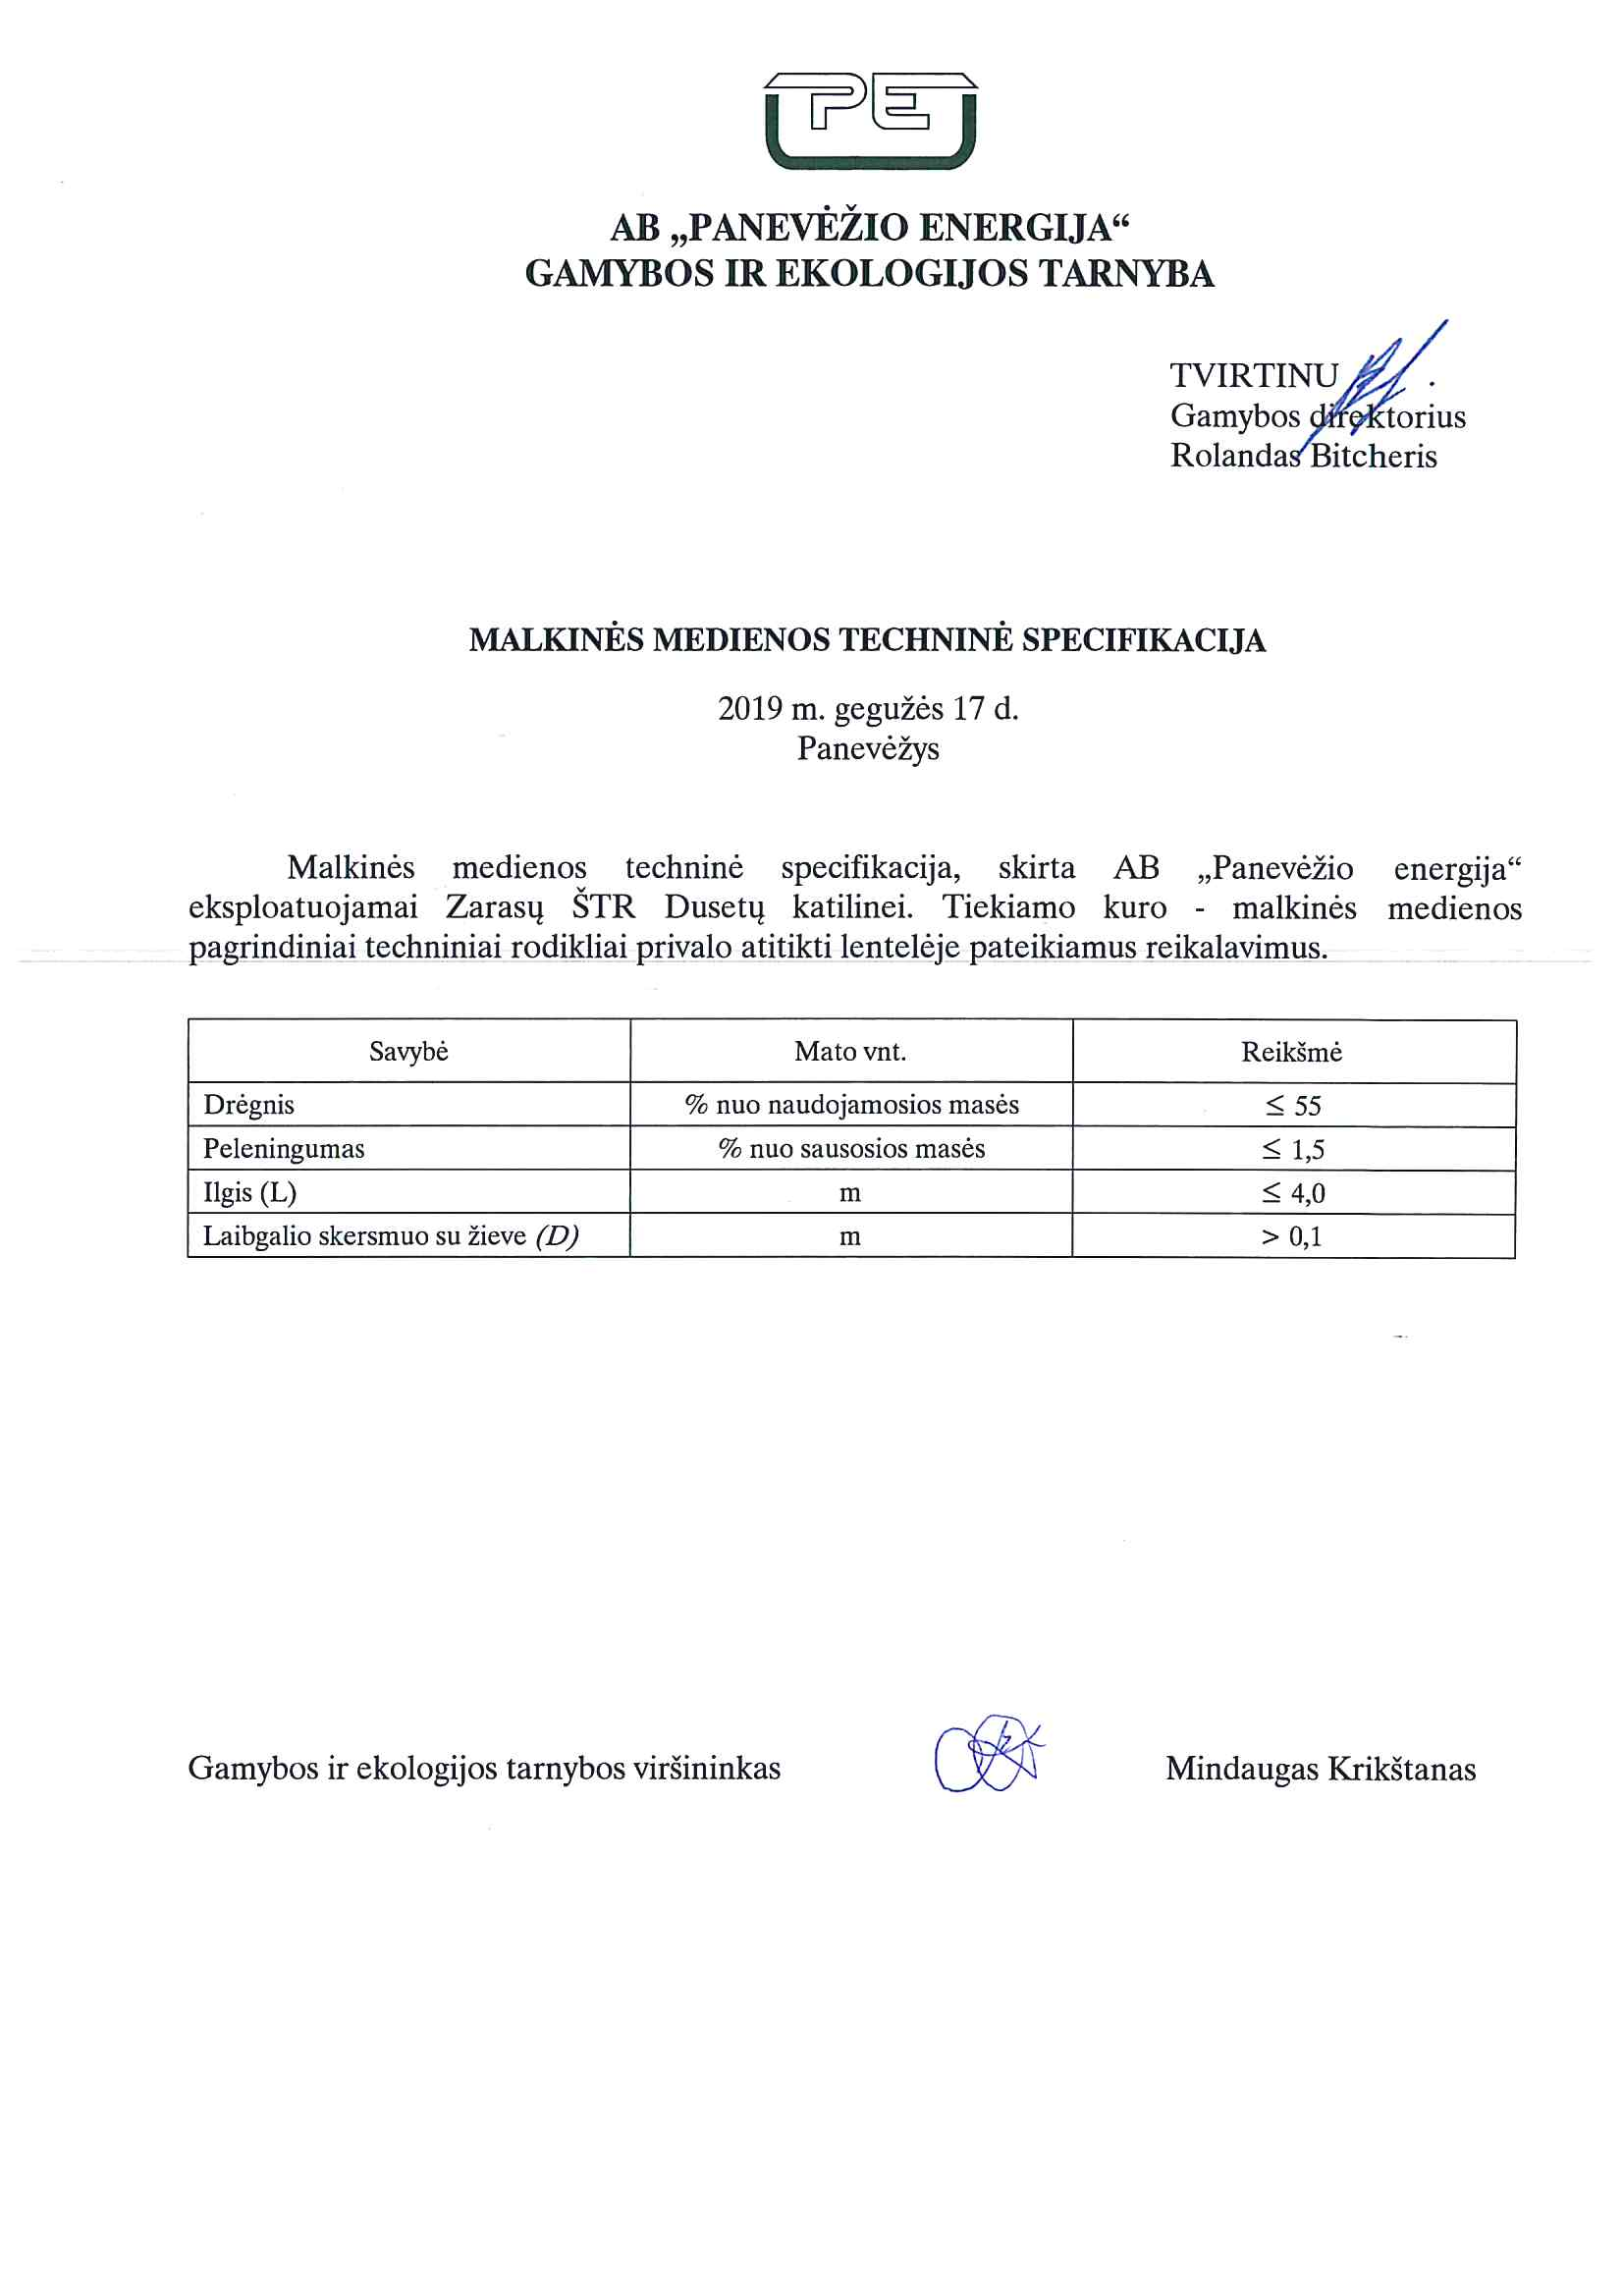 PE
AB „PANEVĖŽIO ENERGIJA“
GAMYBOS IR EKOLOGIJOS TARNYBA
TVIRTINU
Gamybos direktorius
Rolandas Bitcheris
MALKINĖS MEDIENOS TECHNINĖ SPECIFIKACIJA
2019 m. gegužės 17 d.
Panevėžys
Malkinės medienos techninė specifikacija, skirta AB „Panevėžio energija“
eksploatuojamai Zarasų ŠTR Dusetų katilinei. Tiekiamo kuro - malkinės medienos
pagrindiniai techniniai rodikliai privalo atitikti lentelėje pateikiamus reikalavimus.
Savybė Mato vnt. Reikšmė
Drėgnis % nuo naudojamosios masės ≤ 55
Peleningumas % nuo sausosios masės ≤ 1,5
Ilgis (L) m ≤ 4,0
Laibgalio skersmuo su žieve (D) m > 0,1
Gamybos ir ekologijos tarnybos viršininkas Mindaugas Krikštanas